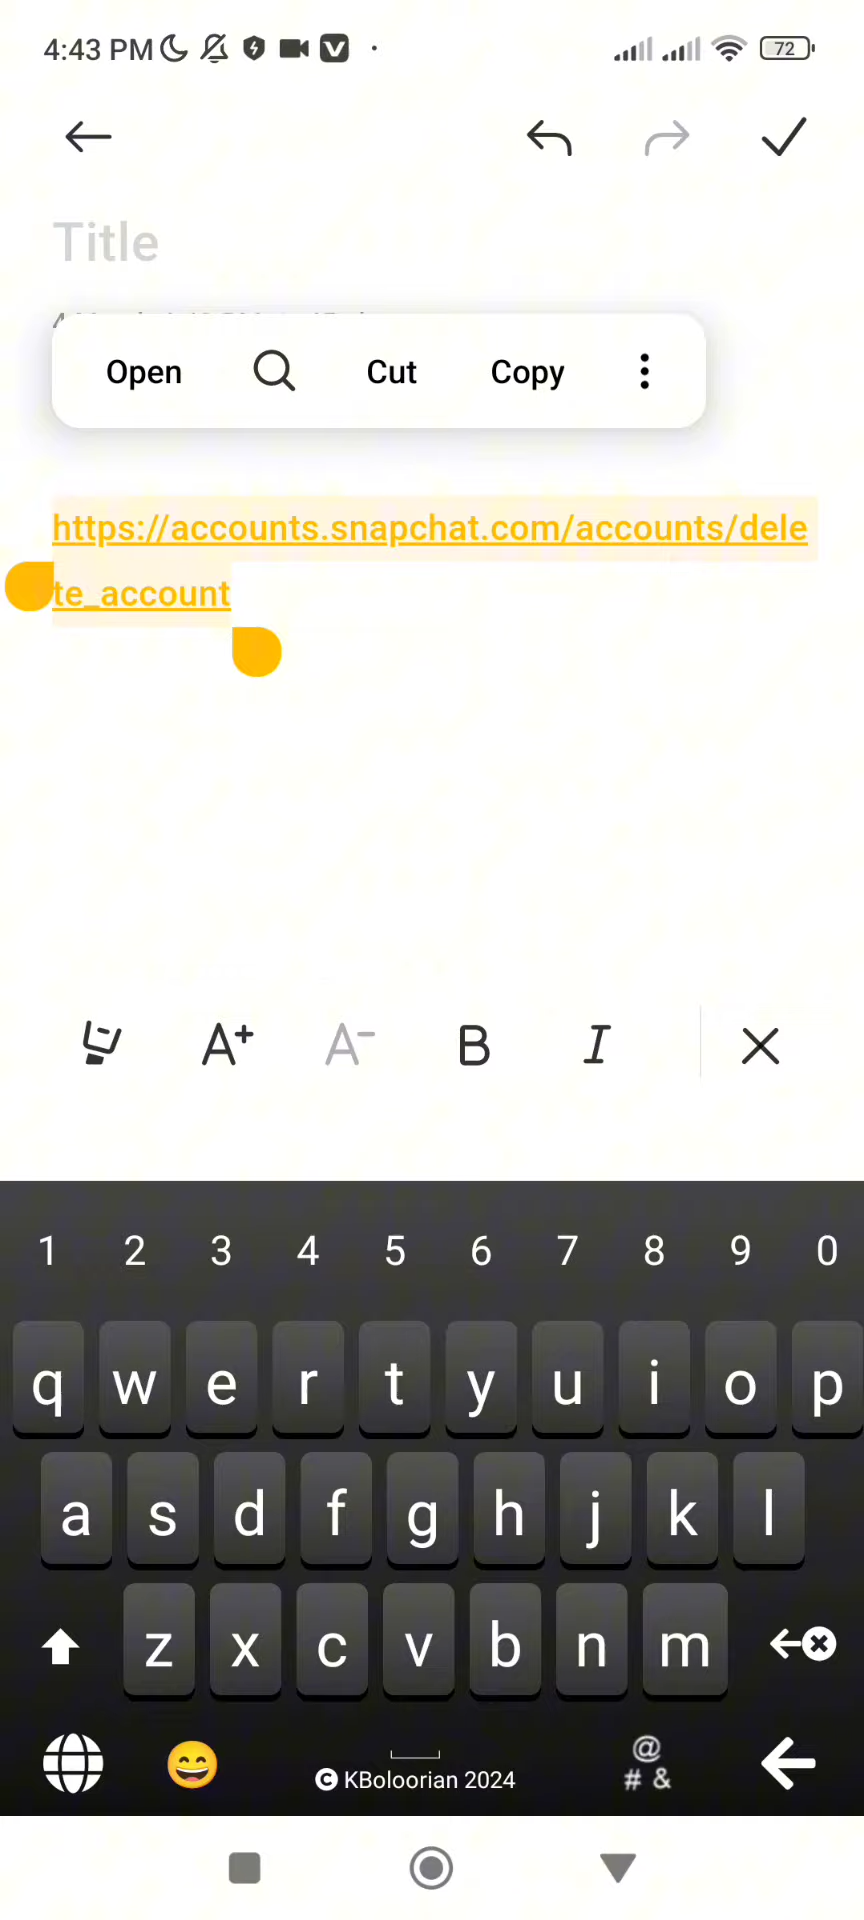 4:43 PM
72
Title
Open Cut Copy
https://accounts.snapchat.com/accounts/dele
te_account
A+ A- B I
1 2 3 4 5 6 7 8 9 0
q w e r t y u i o p
a s d f g h j k l
z x c v b n m
@
# &
© KBoloorian 2024